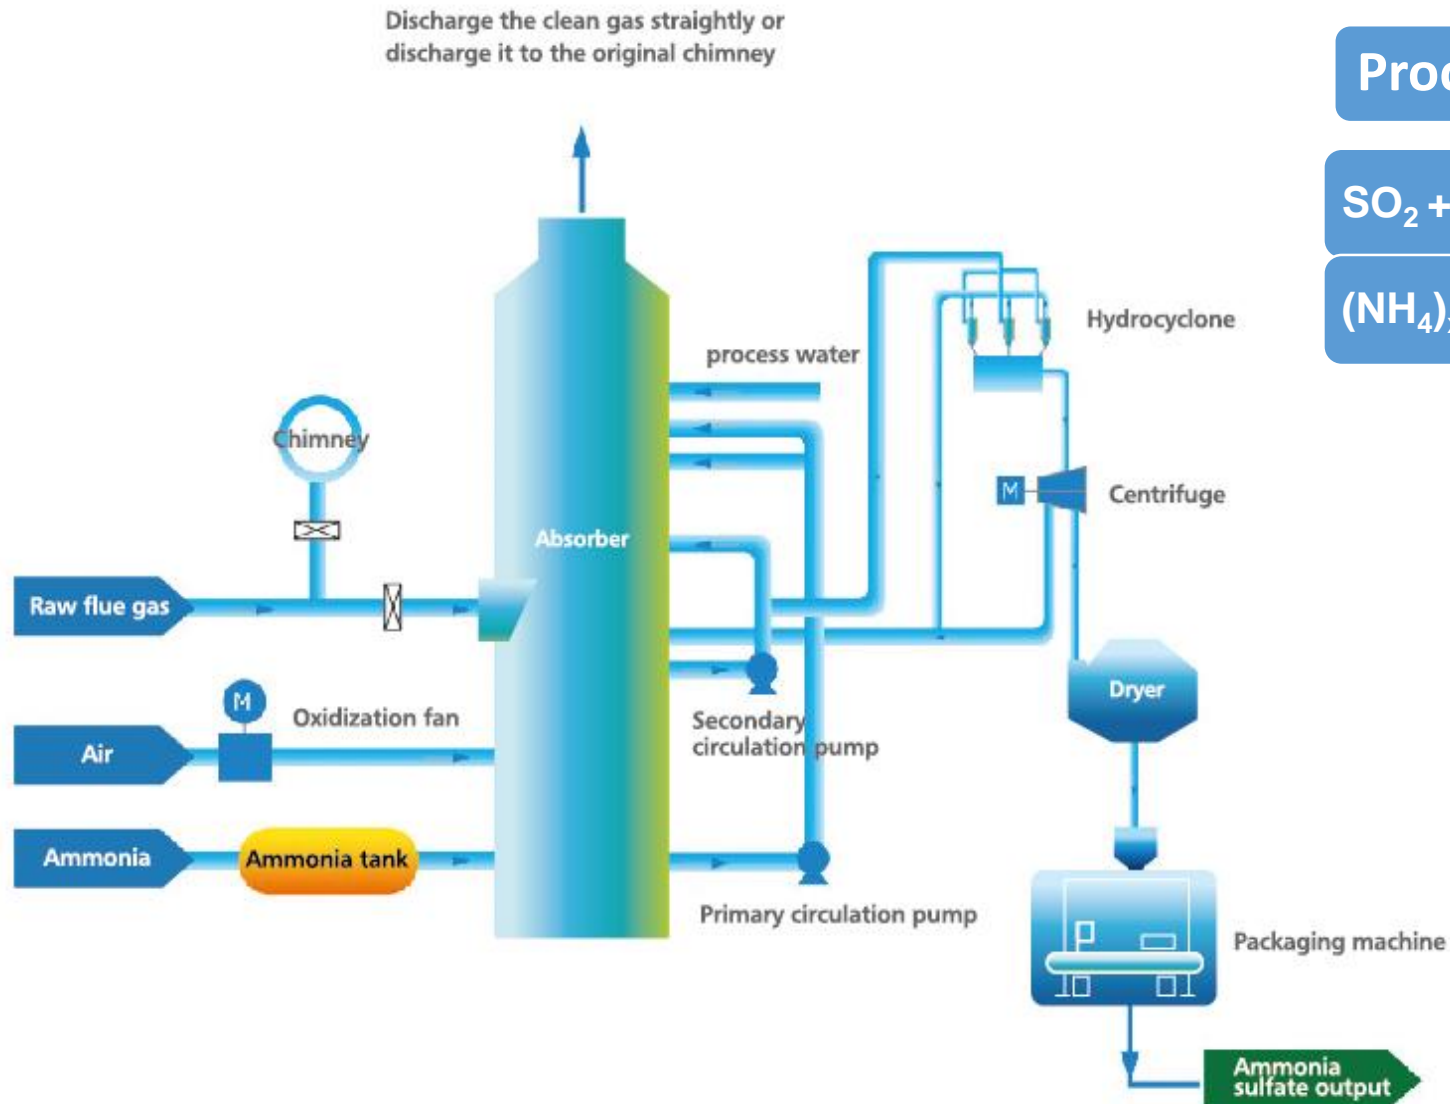 Discharge the clean gas straightly or
discharge it to the original chimney
SO₂ +
(NH₄)
Hydrocyclone
process water
Chimney
Centrifuge
Absorber
M
Raw flue gas
Dryer
M
Oxidization fan
Secondary
circulation pump
Air
Ammonia
Ammonia tank
Primary circulation pump
Packaging machine
Ammonia
sulfate output